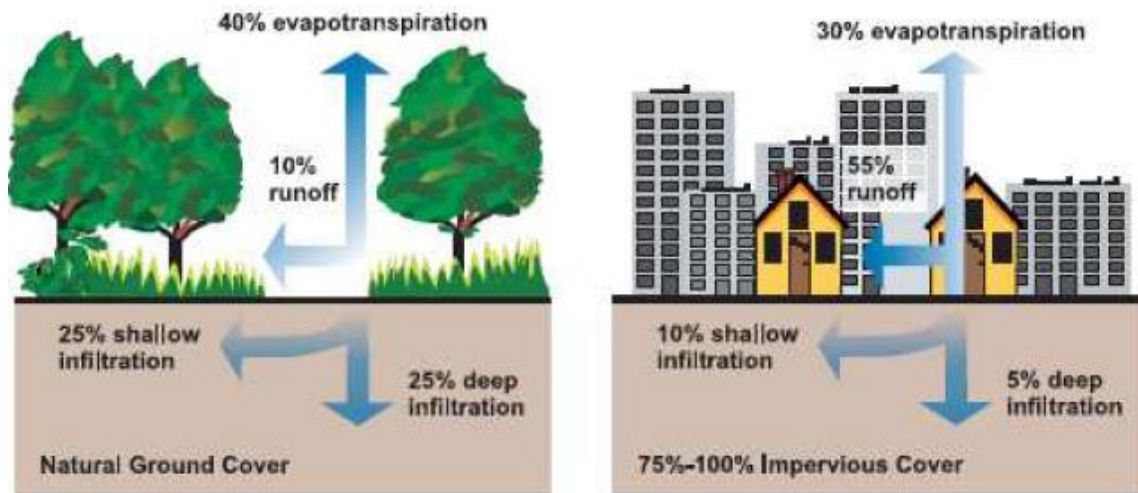 40% evapotranspiration
10%
runoff
25% shallow
infiltration
25% deep
infiltration
Natural Ground Cover
30% evapotranspiration
55%
runoff
10% shallow
infiltration
5% deep
infiltration
75%-100% Impervious Cover